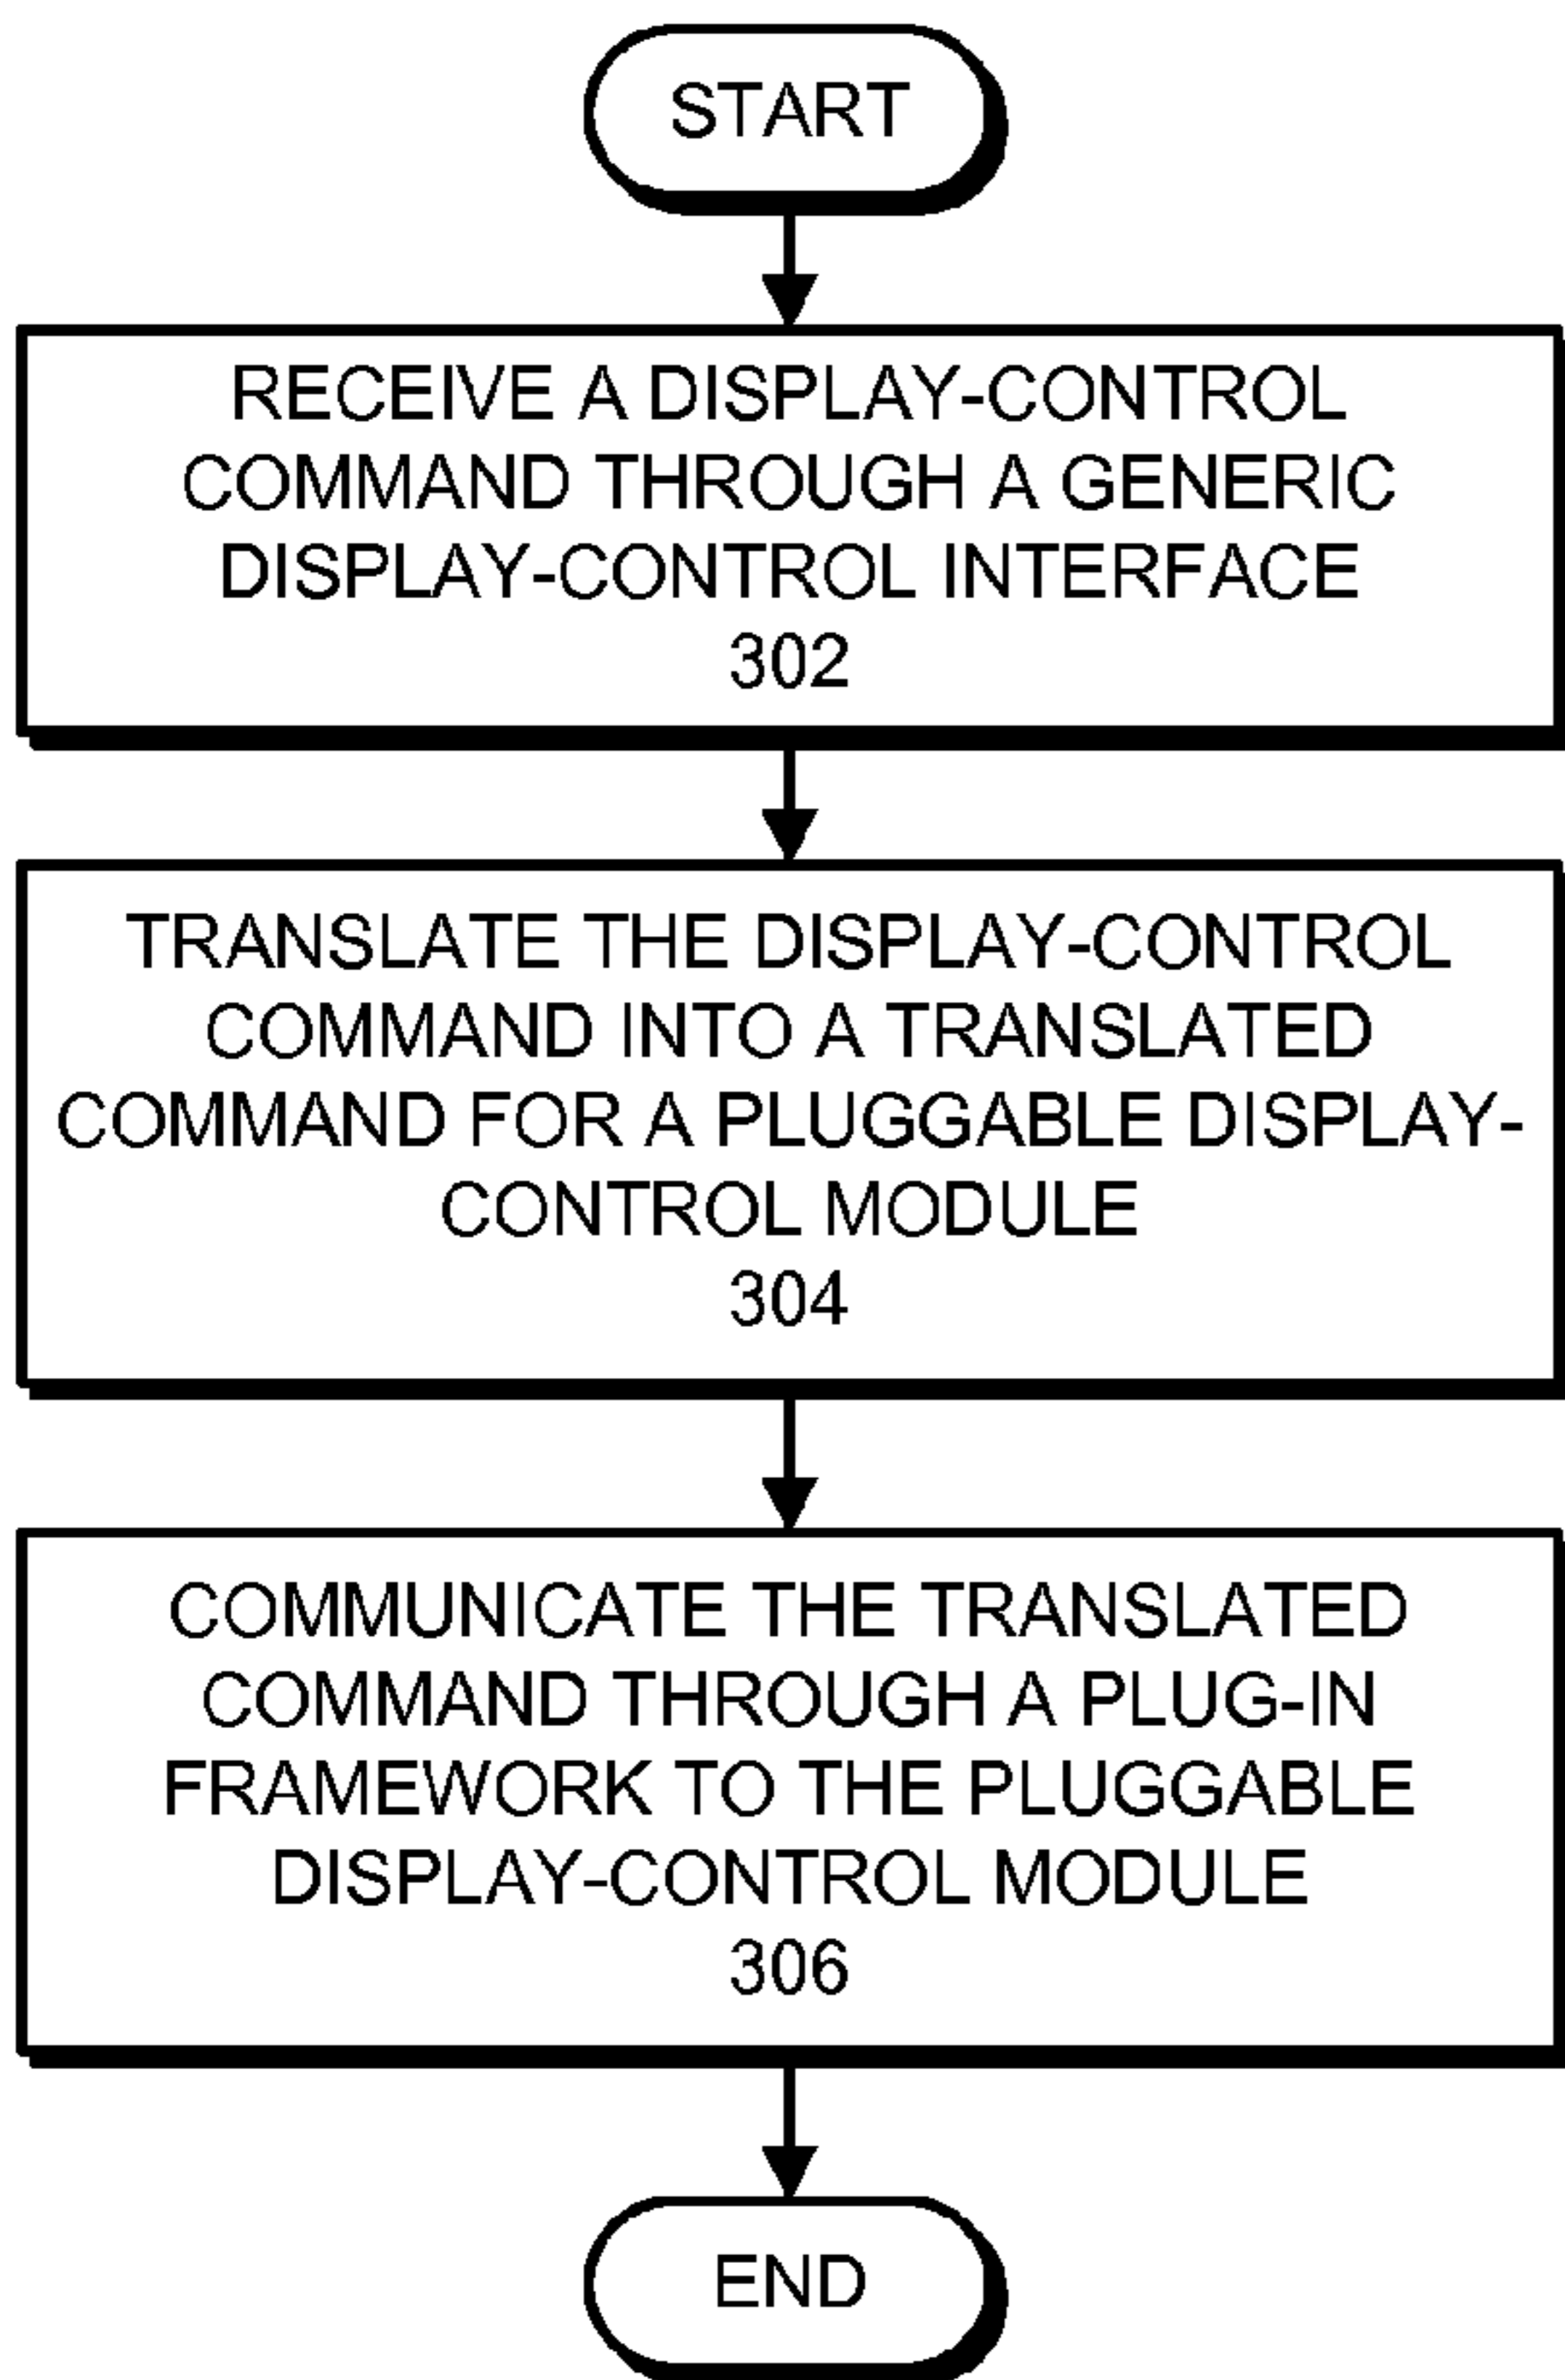 START
RECEIVE A DISPLAY-CONTROL
COMMAND THROUGH A GENERIC
DISPLAY-CONTROL INTERFACE
302
TRANSLATE THE DISPLAY-CONTROL
COMMAND INTO A TRANSLATED
COMMAND FOR A PLUGGABLE DISPLAY-
CONTROL MODULE
304
COMMUNICATE THE TRANSLATED
COMMAND THROUGH A PLUG-IN
FRAMEWORK TO THE PLUGGABLE
DISPLAY-CONTROL MODULE
306
END